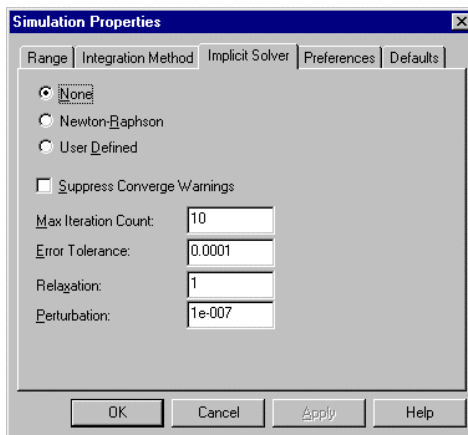 Simulation Properties
Range Integration Method Implicit Solver Preferences Defaults
None
Newton-Raphson
User Defined
Suppress Converge Warnings
Max Iteration Count: 10
Error Tolerance: 0.0001
Relaxation: 1
Perturbation: 1e-007
OK Cancel Apply Help